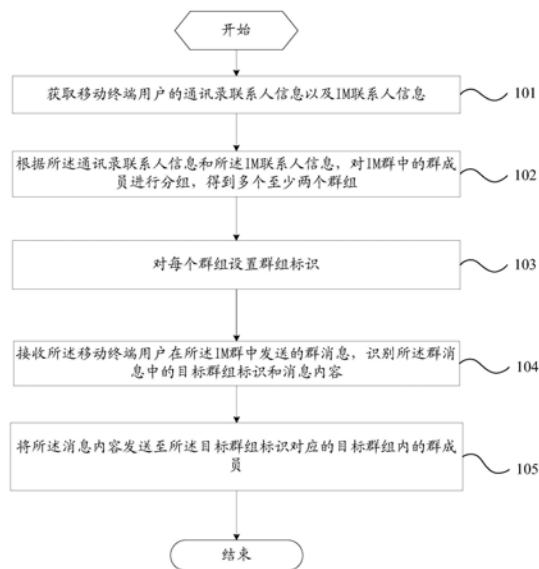 开始
获取移动终端用户的通讯录联系人信息以及IM联系人信息
101
根据所述通讯录联系人信息和所述IM联系人信息，对IM群中的群成
员进行分组，得到多个至少两个群组
102
对每个群组设置群组标识
103
接收所述移动终端用户在所述IM群中发送的群消息，识别所述群消
息中的目标群组标识和消息内容
104
将所述消息内容发送至所述目标群组标识对应的目标群组内的群成
员
105
结束